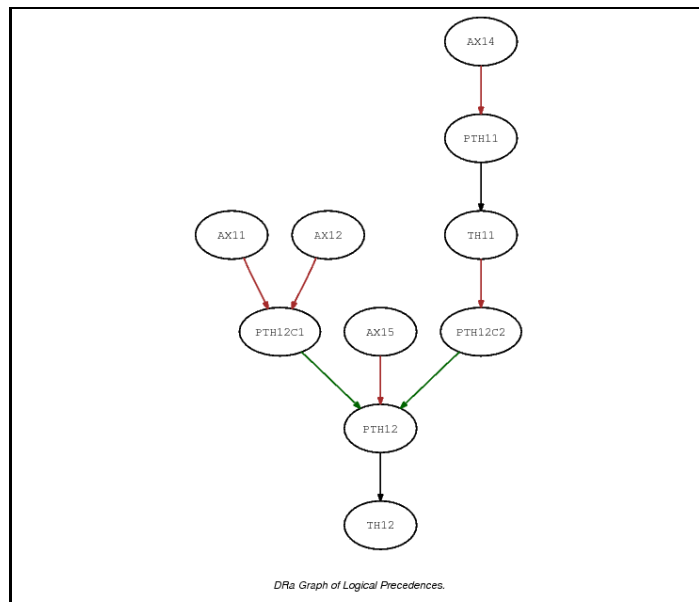 AX14
PTH11
AX11 AX12 TH11
PTH12C1 AX15 PTH12C2
PTH12
TH12
DRa Graph of Logical Precedences.